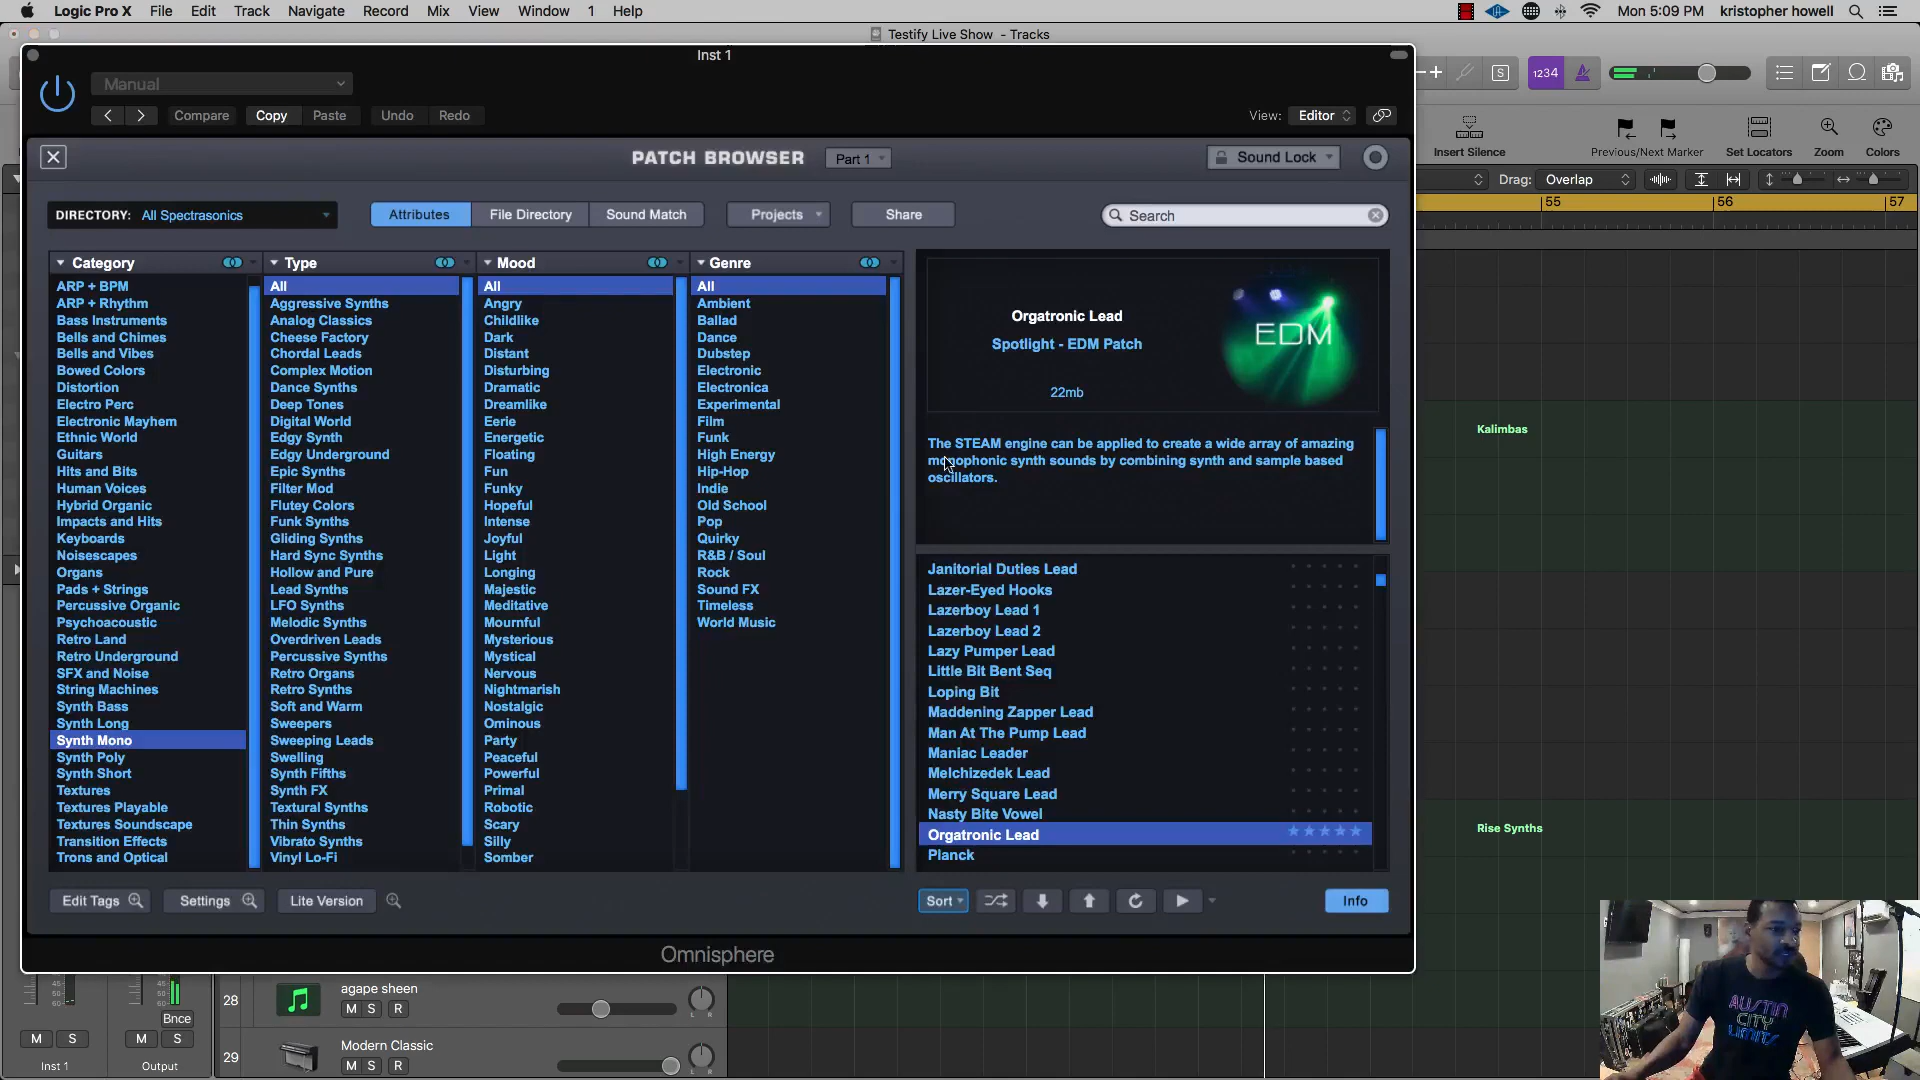 Logic Pro X File Edit Track Navigate Record Mix View Window 1 Help
Mon 5:09 PM kristopher howell
Testify Live Show - Tracks
Inst 1
Manual
Compare Copy Paste Undo Redo
View: Editor
1234
Insert Silence
Previous/Next Marker
Set Locators
Zoom
Colors
PATCH BROWSER
Part 1
Sound Lock
Drag: Overlap
55 56 57
DIRECTORY: All Spectrasonics
Attributes File Directory Sound Match
Projects
Share
Search
Category
ARP + BPM
ARP + Rhythm
Bass Instruments
Bells and Chimes
Bells and Vibes
Bowed Colors
Distortion
Electro Perc
Electronic Mayhem
Ethnic World
Guitars
Hits and Bits
Human Voices
Hybrid Organic
Impacts and Hits
Keyboards
Noisescapes
Organs
Pads + Strings
Percussive Organic
Psychoacoustic
Retro Land
Retro Underground
SFX and Noise
String Machines
Synth Bass
Synth Long
Synth Mono
Synth Poly
Synth Short
Textures
Textures Playable
Textures Soundscape
Transition Effects
Trons and Optical
Type
All
Aggressive Synths
Analog Classics
Cheese Factory
Chordal Leads
Complex Motion
Dance Synths
Deep Tones
Digital World
Edgy Synth
Edgy Underground
Epic Synths
Filter Mod
Flutey Colors
Funk Synths
Gliding Synths
Hard Sync Synths
Hollow and Pure
Lead Synths
LFO Synths
Melodic Synths
Overdriven Leads
Percussive Synths
Retro Organs
Retro Synths
Soft and Warm
Sweepers
Sweeping Leads
Swelling
Synth Fifths
Synth FX
Textural Synths
Thin Synths
Vibrato Synths
Vinyl Lo-Fi
Mood
All
Angry
Childlike
Dark
Distant
Disturbing
Dramatic
Dreamlike
Eerie
Energetic
Floating
Fun
Funky
Hopeful
Intense
Joyful
Light
Longing
Majestic
Meditative
Mournful
Mysterious
Mystical
Nervous
Nightmarish
Nostalgic
Ominous
Party
Peaceful
Powerful
Primal
Robotic
Scary
Silly
Somber
Genre
All
Ambient
Ballad
Dance
Dubstep
Electronic
Electronica
Experimental
Film
Funk
High Energy
Hip-Hop
Indie
Old School
Pop
Quirky
R&B / Soul
Rock
Sound FX
Timeless
World Music
Orgatronic Lead
Spotlight - EDM Patch
22mb
EDM
The STEAM engine can be applied to create a wide array of amazing
monophonic synth sounds by combining synth and sample based
oscillators.
Janitorial Duties Lead
Lazer-Eyed Hooks
Lazerboy Lead 1
Lazerboy Lead 2
Lazy Pumper Lead
Little Bit Bent Seq
Loping Bit
Maddening Zapper Lead
Man At The Pump Lead
Maniac Leader
Melchizedek Lead
Merry Square Lead
Nasty Bite Vowel
Orgatronic Lead
Planck
Edit Tags Settings Lite Version
Sort
Info
Omnisphere
Kalimbas
Rise Synths
45
50
60
45
50
60
Bnce
M S M S
Inst 1 Output
28 agape sheen
M S R
L R
29 Modern Classic
M S R
L R
AUSTIN
CITY
LIMITS